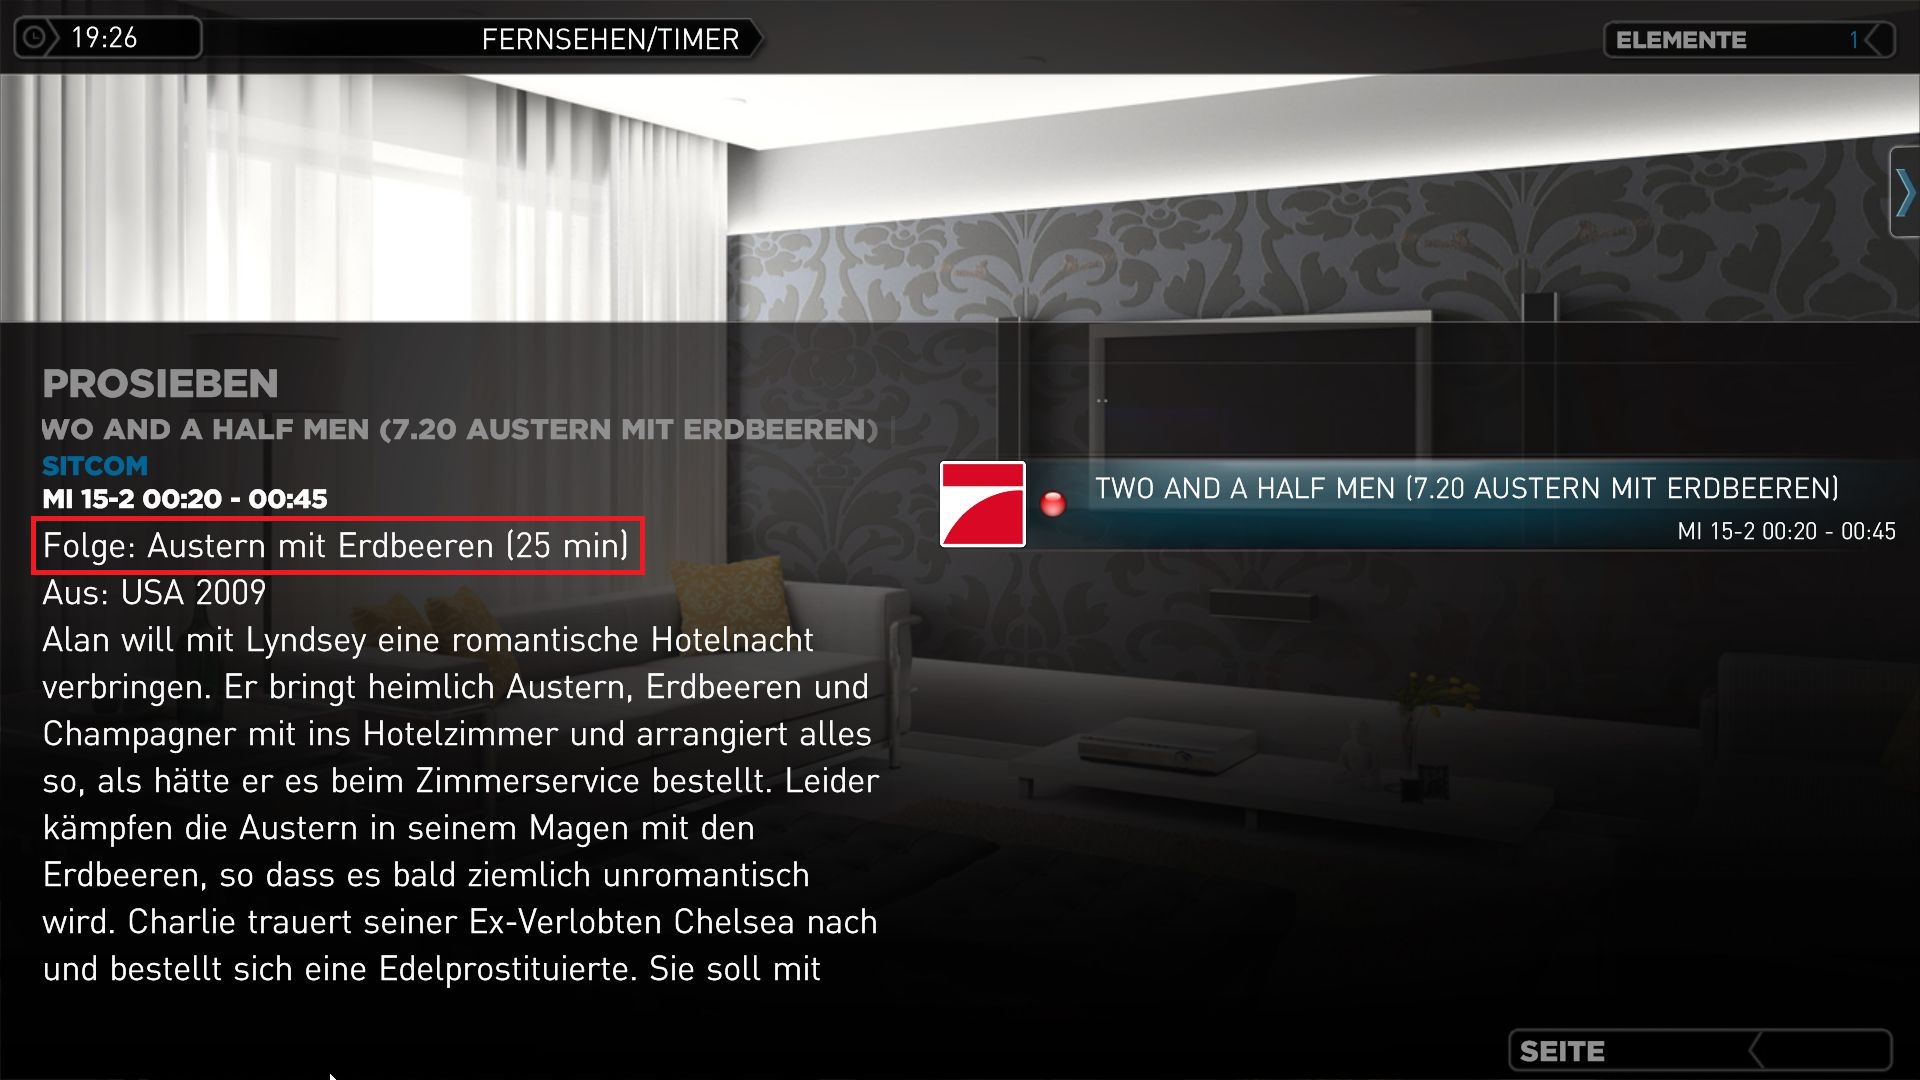 19:26
FERNSEHEN/TIMER
ELEMENTE 1
PROSIEBEN
WO AND A HALF MEN (7.20 AUSTERN MIT ERDBEEREN) |
SITCOM
MI 15-2 00:20 - 00:45
Folge: Austern mit Erdbeeren (25 min)
Aus: USA 2009
Alan will mit Lyndsey eine romantische Hotelnacht
verbringen. Er bringt heimlich Austern, Erdbeeren und
Champagner mit ins Hotelzimmer und arrangiert alles
so, als hätte er es beim Zimmerservice bestellt. Leider
kämpfen die Austern in seinem Magen mit den
Erdbeeren, so dass es bald ziemlich unromantisch
wird. Charlie trauert seiner Ex-Verlobten Chelsea nach
und bestellt sich eine Edelprostituierte. Sie soll mit
TWO AND A HALF MEN (7.20 AUSTERN MIT ERDBEEREN)
MI 15-2 00:20 - 00:45
SEITE